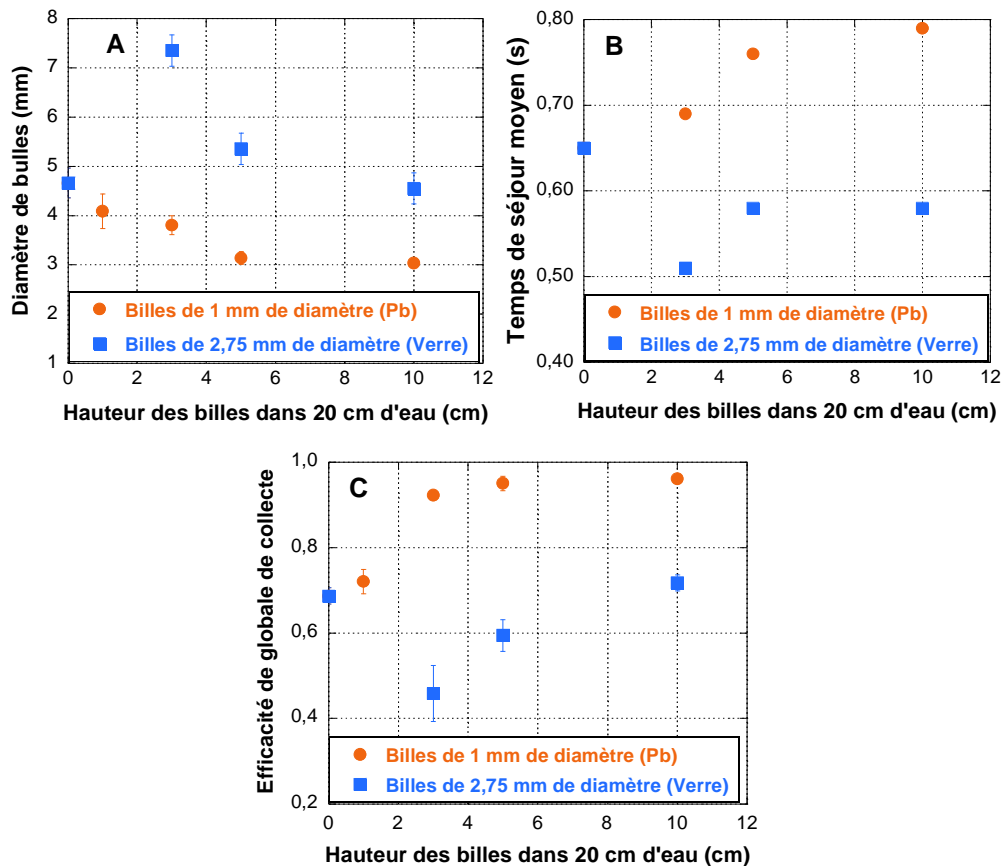 A
Diamètre de bulles (mm)
8
7
6
5
4
3
2
1
Billes de 1 mm de diamètre (Pb)
Billes de 2,75 mm de diamètre (Verre)
0 2 4 6 8 10 12
Hauteur des billes dans 20 cm d'eau (cm)
B
Temps de séjour moyen (s)
0,80
0,70
0,60
0,50
0,40
Billes de 1 mm de diamètre (Pb)
Billes de 2,75 mm de diamètre (Verre)
0 2 4 6 8 10 12
Hauteur des billes dans 20 cm d'eau (cm)
C
Efficacité de globale de collecte
1,0
0,8
0,6
0,4
0,2
Billes de 1 mm de diamètre (Pb)
Billes de 2,75 mm de diamètre (Verre)
0 2 4 6 8 10 12
Hauteur des billes dans 20 cm d'eau (cm)